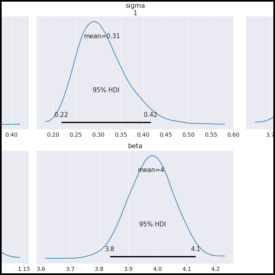 sigma
1
mean=0.31
95% HDI
0.22 0.42
0.40 0.20 0.25 0.30 0.35 0.40 0.45 0.50 0.55 0.60 3.7
beta
mean=4
95% HDI
3.8 4.1
1.15 3.6 3.7 3.8 3.9 4.0 4.1 4.2